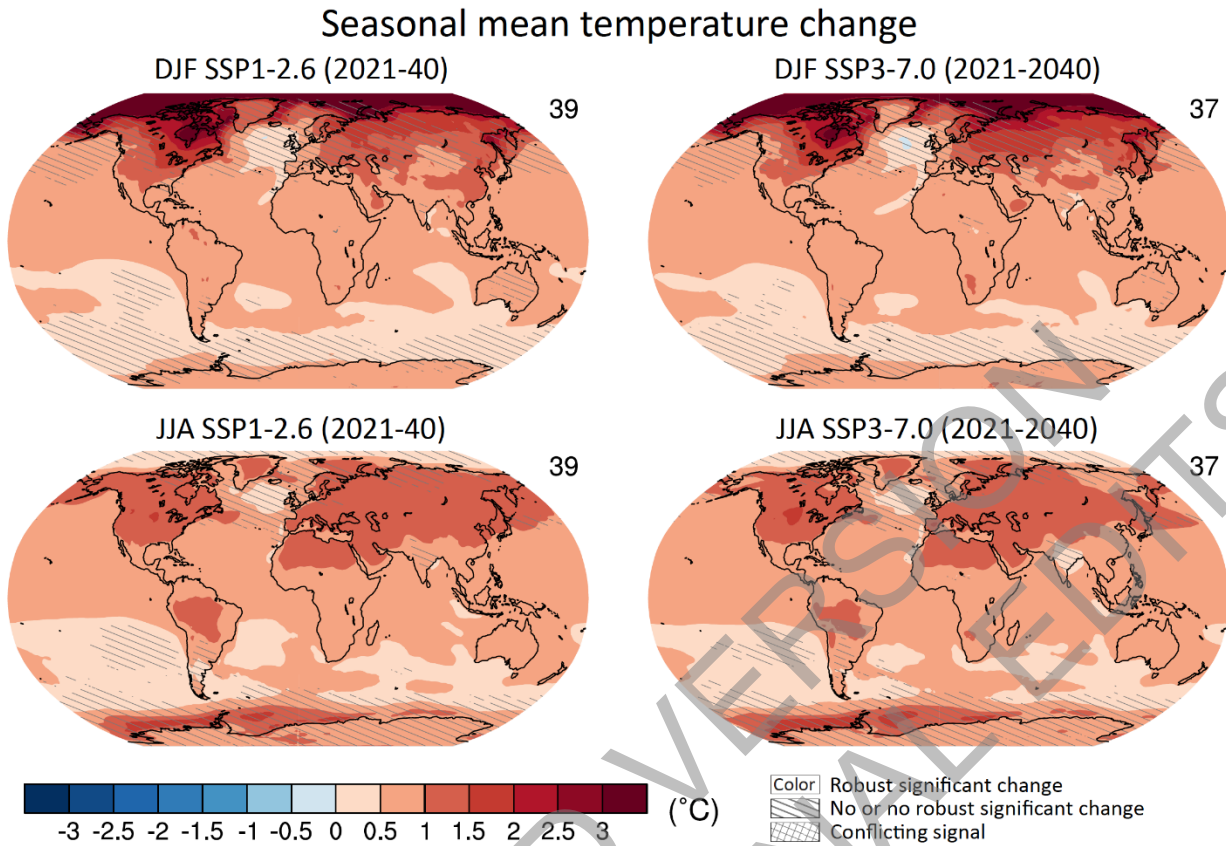 Seasonal mean temperature change
DJF SSP1-2.6 (2021-40)
39
DJF SSP3-7.0 (2021-2040)
37
JJA SSP1-2.6 (2021-40)
39
JJA SSP3-7.0 (2021-2040)
37
-3 -2.5 -2 -1.5 -1 -0.5 0 0.5 1 1.5 2 2.5 3
(°C)
Color Robust significant change
No or no robust significant change
Conflicting signal
VERSION
EDITS